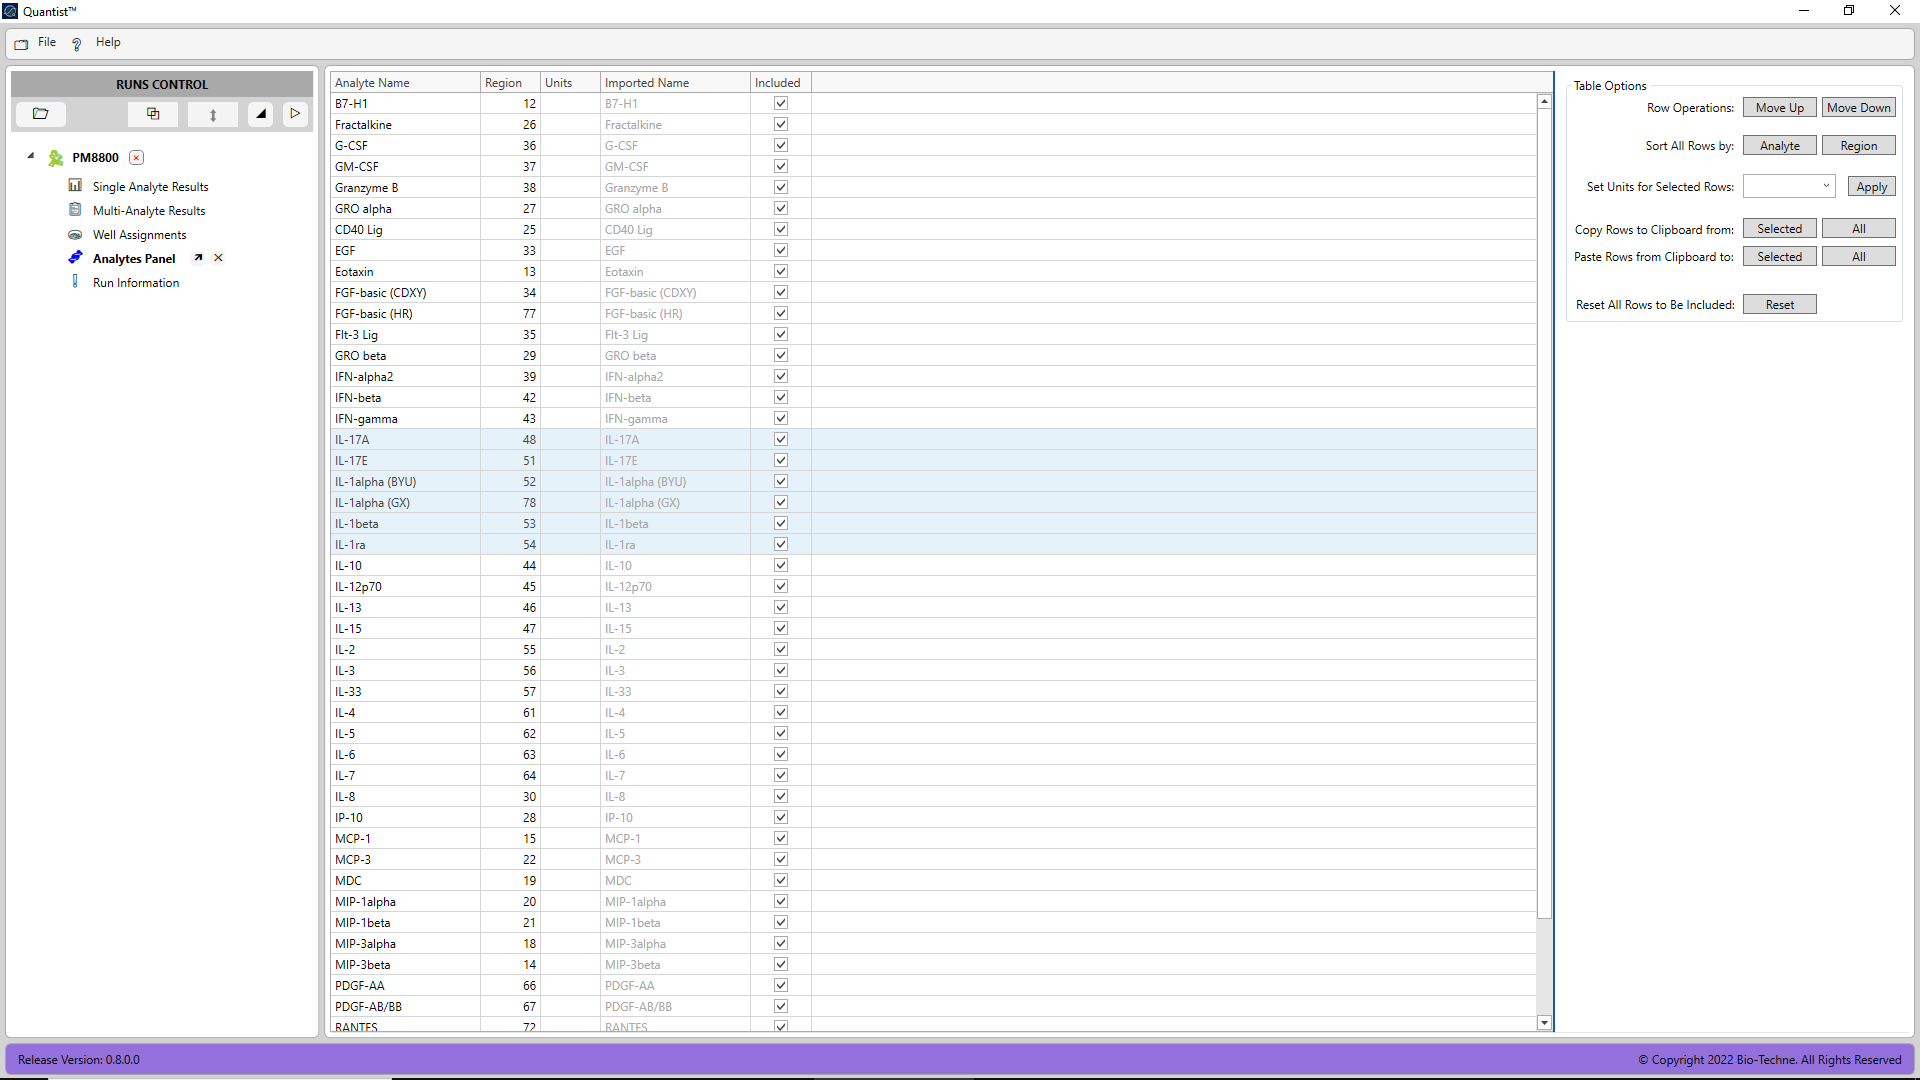 Quantist™
File Help
RUNS CONTROL
PM8800
Single Analyte Results
Multi-Analyte Results
Well Assignments
Analytes Panel
Run Information
Analyte Name Region Units Imported Name Included
B7-H1 12 B7-H1
Fractalkine 26 Fractalkine
G-CSF 36 G-CSF
GM-CSF 37 GM-CSF
Granzyme B 38 Granzyme B
GRO alpha 27 GRO alpha
CD40 Lig 25 CD40 Lig
EGF 33 EGF
Eotaxin 13 Eotaxin
FGF-basic (CDXY) 34 FGF-basic (CDXY)
FGF-basic (HR) 77 FGF-basic (HR)
Flt-3 Lig 35 Flt-3 Lig
GRO beta 29 GRO beta
IFN-alpha2 39 IFN-alpha2
IFN-beta 42 IFN-beta
IFN-gamma 43 IFN-gamma
IL-17A 48 IL-17A
IL-17E 51 IL-17E
IL-1alpha (BYU) 52 IL-1alpha (BYU)
IL-1alpha (GX) 78 IL-1alpha (GX)
IL-1beta 53 IL-1beta
IL-1ra 54 IL-1ra
IL-10 44 IL-10
IL-12p70 45 IL-12p70
IL-13 46 IL-13
IL-15 47 IL-15
IL-2 55 IL-2
IL-3 56 IL-3
IL-33 57 IL-33
IL-4 61 IL-4
IL-5 62 IL-5
IL-6 63 IL-6
IL-7 64 IL-7
IL-8 30 IL-8
IP-10 28 IP-10
MCP-1 15 MCP-1
MCP-3 22 MCP-3
MDC 19 MDC
MIP-1alpha 20 MIP-1alpha
MIP-1beta 21 MIP-1beta
MIP-3alpha 18 MIP-3alpha
MIP-3beta 14 MIP-3beta
PDGF-AA 66 PDGF-AA
PDGF-AB/BB 67 PDGF-AB/BB
RANTES 72 RANTES
Table Options
Row Operations: Move Up Move Down
Sort All Rows by: Analyte Region
Set Units for Selected Rows: Apply
Copy Rows to Clipboard from: Selected All
Paste Rows from Clipboard to: Selected All
Reset All Rows to Be Included: Reset
Release Version: 0.8.0.0
© Copyright 2022 Bio-Techne. All Rights Reserved